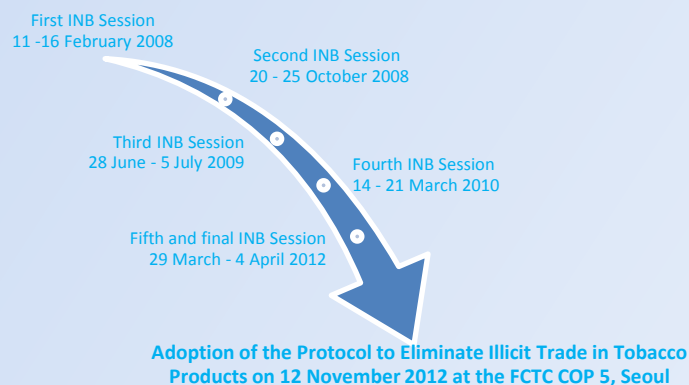 First INB Session
11 -16 February 2008
Second INB Session
20 - 25 October 2008
Third INB Session
28 June - 5 July 2009
Fourth INB Session
14 - 21 March 2010
Fifth and final INB Session
29 March - 4 April 2012
Adoption of the Protocol to Eliminate Illicit Trade in Tobacco
Products on 12 November 2012 at the FCTC COP 5, Seoul